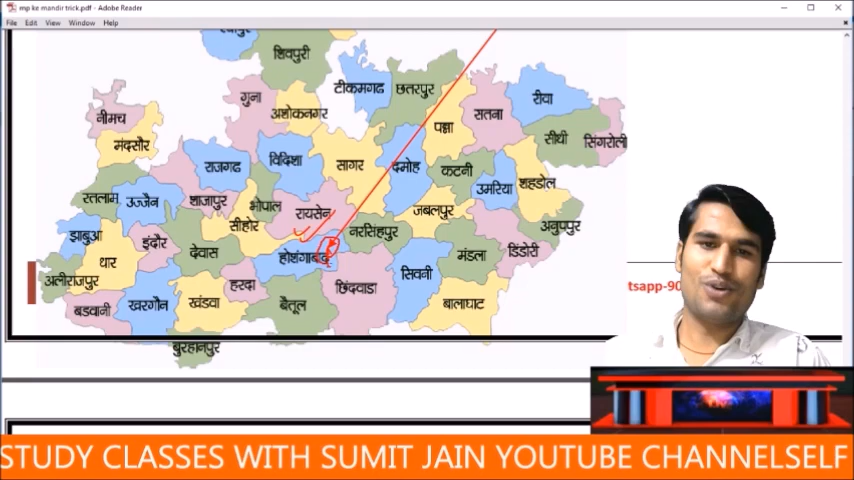 mp ke mandir trick.pdf - Adobe Reader
File Edit View Window Help
शिवपुरी
टीकमगढ
छतरपुर
रीवा
गुना
अशोकनगर
पन्ना
सतना
नीमच
मंदसौर
सीधी
सिंगरोली
राजगढ
विदिशा
सागर
दमोह
कटनी
रतलाम
उज्जैन
शाजापुर
भोपाल
रायसेन
उमरिया
शहडोल
जबलपुर
झाबुआ
इंदौर
सीहोर
नरसिंहपुर
अनुपपुर
धार
देवास
होशंगाबाद
सिवनी
मंडला
डिंडोरी
अलीराजपुर
हरदा
छिंदवाडा
बडवानी
खरगौन
खंडवा
बैतूल
बालाघाट
बुरहानपुर
tsapp-90
STUDY CLASSES WITH SUMIT JAIN YOUTUBE CHANNELSELF